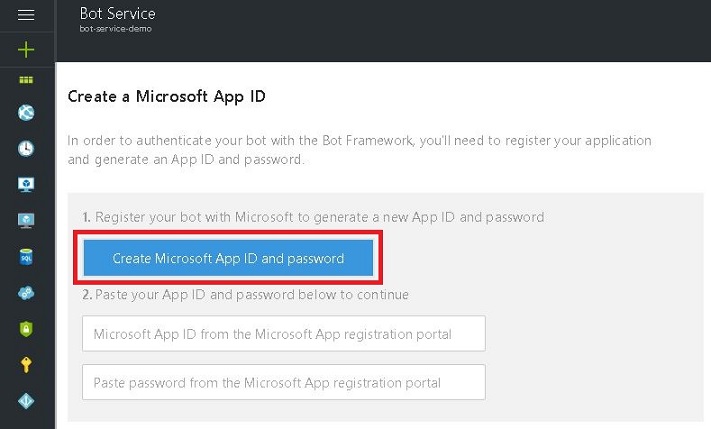 Bot Service
bot-service-demo
Create a Microsoft App ID
In order to authenticate your bot with the Bot Framework, you'll need to register your application
and generate an App ID and password.
1. Register your bot with Microsoft to generate a new App ID and password
Create Microsoft App ID and password
2. Paste your App ID and password below to continue
Microsoft App ID from the Microsoft App registration portal
Paste password from the Microsoft App registration portal
SQL